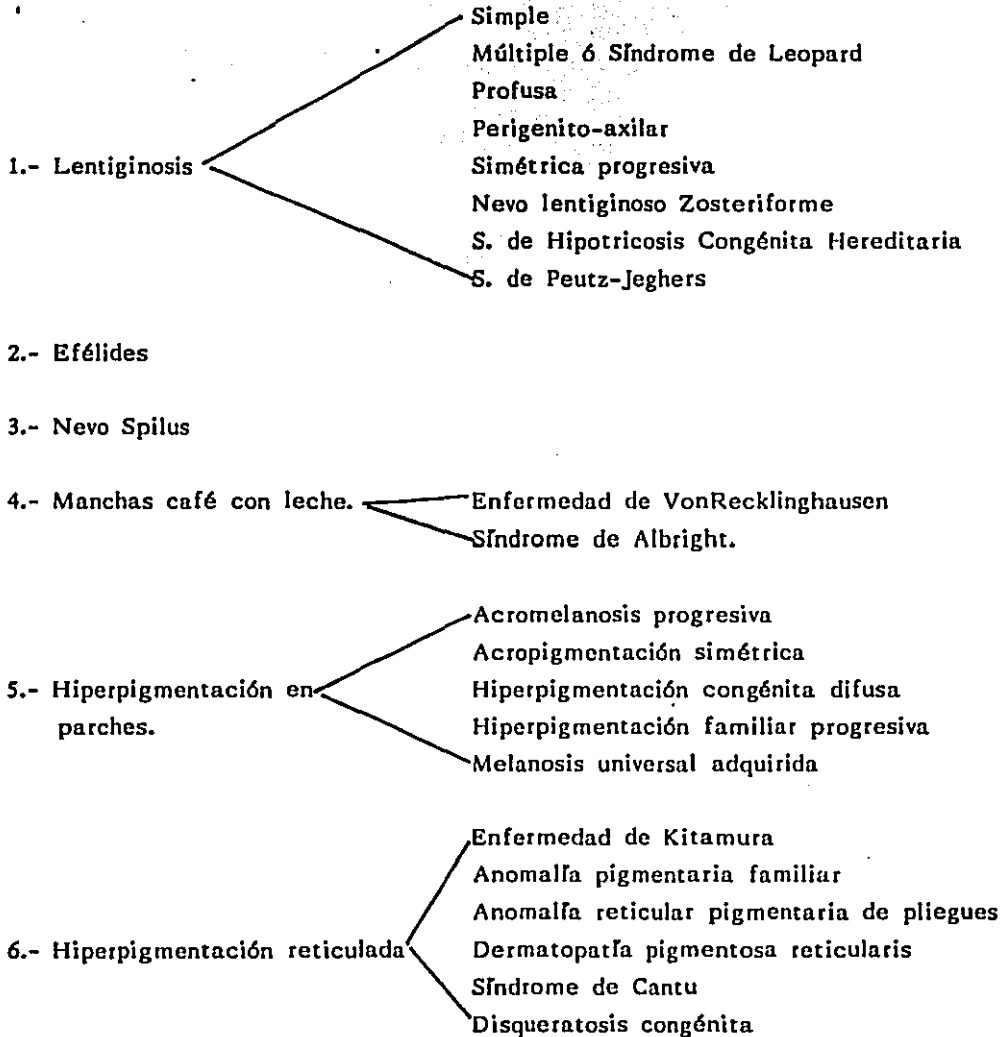 Simple
Múltiple ó Síndrome de Leopard
Profusa
Perigenito-axilar
1.- Lentiginosis
Simétrica progresiva
Nevo lentiginoso Zosteriforme
S. de Hipotricosis Congénita Hereditaria
S. de Peutz-Jeghers
2.- Efélides
3.- Nevo Spilus
4.- Manchas café con leche.
Enfermedad de VonRecklinghausen
Síndrome de Albright.
Acromelanosis progresiva
Acropigmentación simétrica
5.- Hiperpigmentación en
parches.
Hiperpigmentación congénita difusa
Hiperpigmentación familiar progresiva
Melanosis universal adquirida
Enfermedad de Kitamura
Anomalía pigmentaria familiar
Anomalía reticular pigmentaria de pliegues
6.- Hiperpigmentación reticulada
Dermatopatía pigmentosa reticularis
Síndrome de Cantu
Disqueratosis congénita